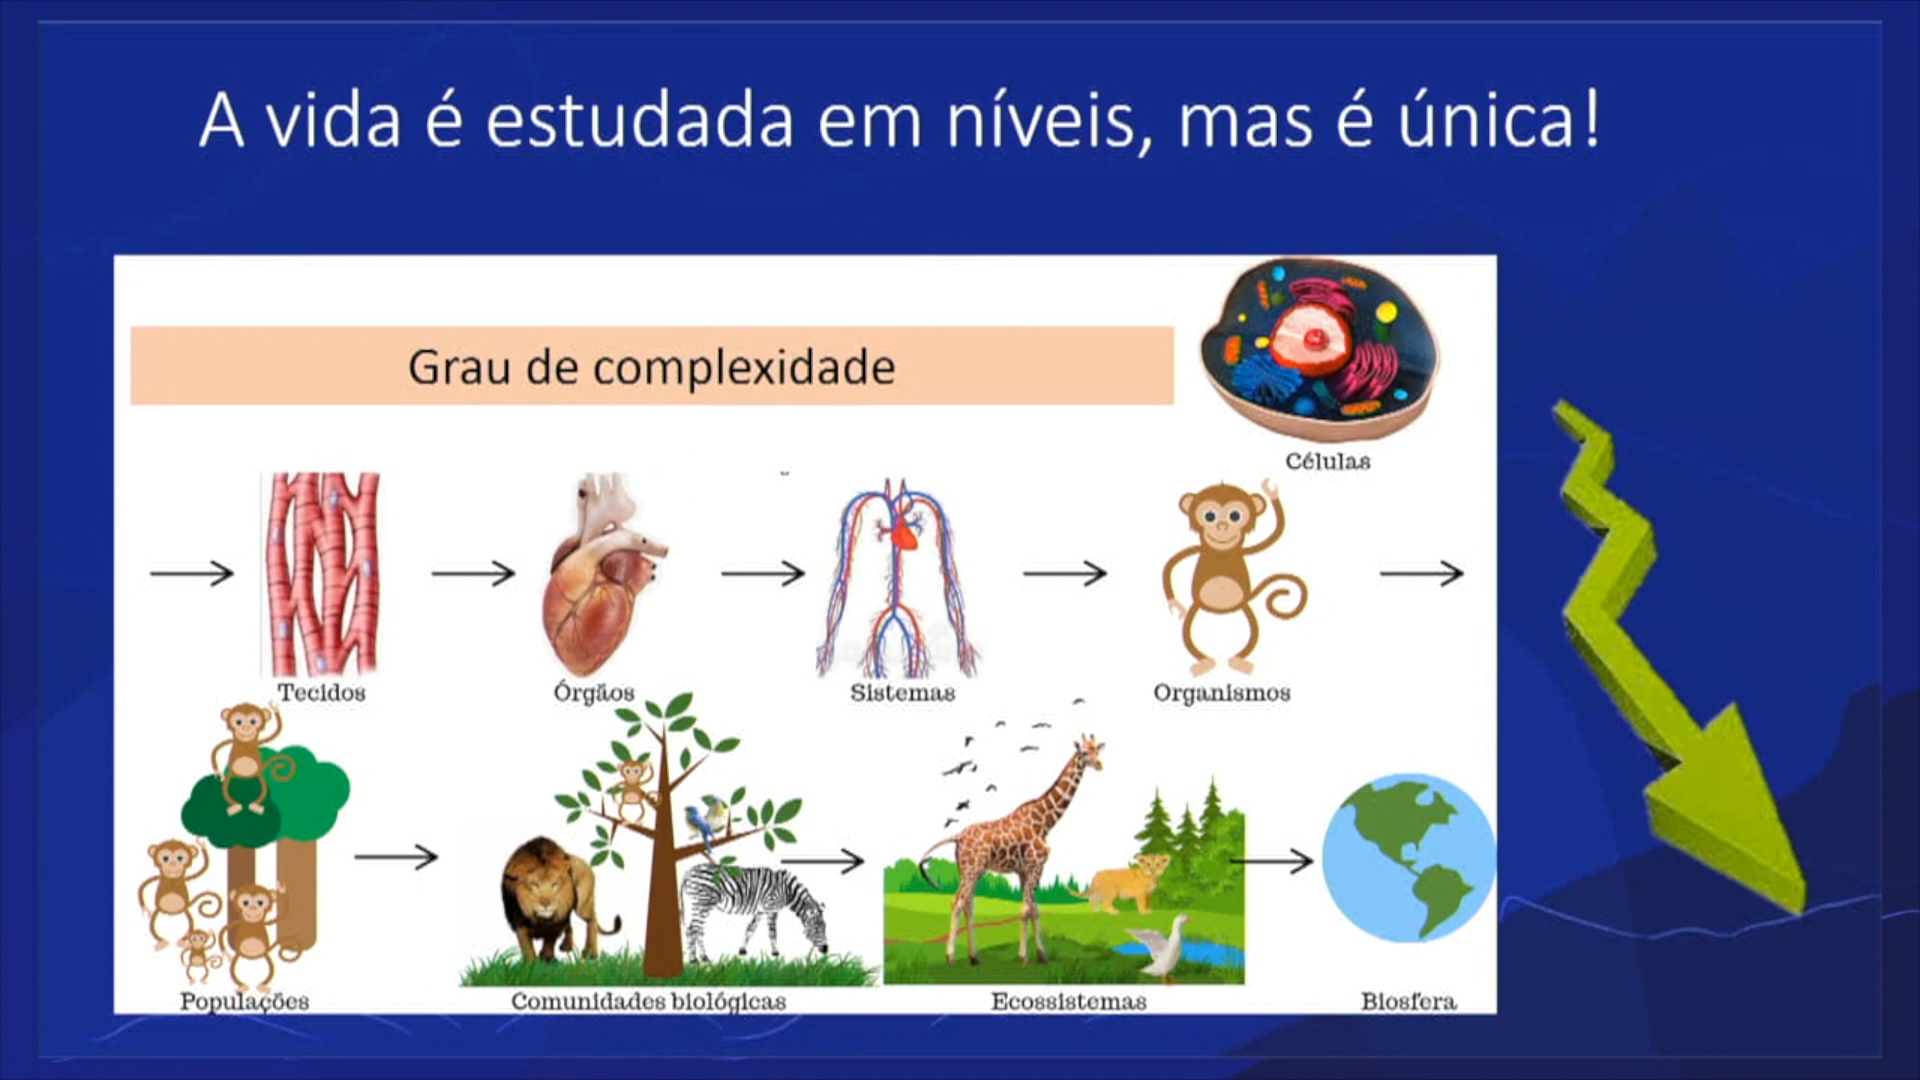 A vida é estudada em níveis, mas é única!
Grau de complexidade
Células
Tecidos
Órgãos
Sistemas
Organismos
Populações
Comunidades biológicas
Ecossistemas
Biosfera